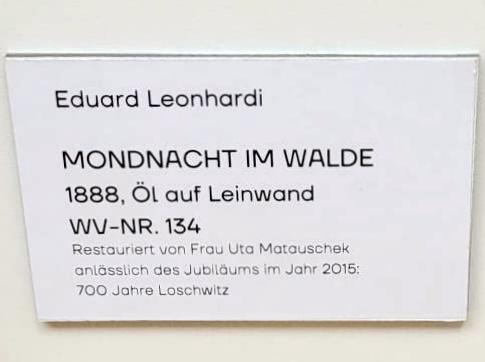 Eduard Leonhardi
MONDNACHT IM WALDE
1888, Öl auf Leinwand
WV-NR. 134
Restauriert von Frau Uta Matauschek
anlässlich des Jubiläums im Jahr 2015:
700 Jahre Loschwitz